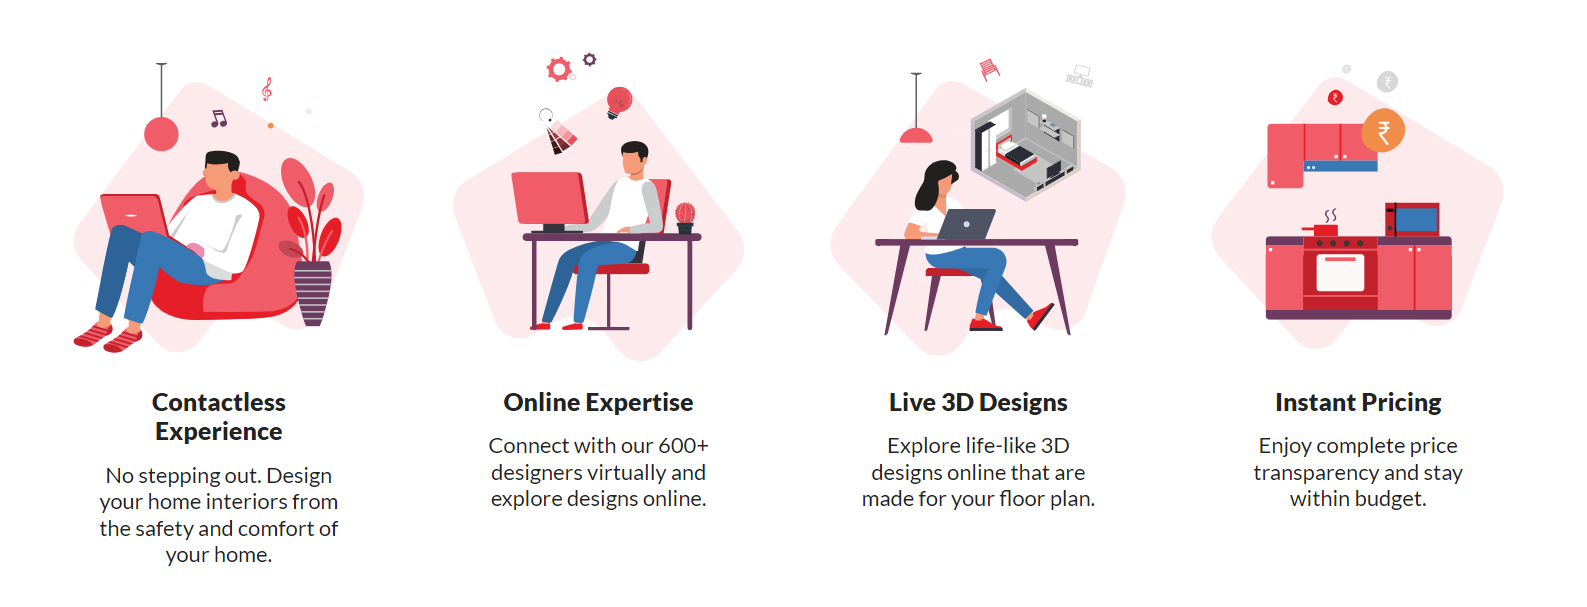 Contactless
Experience
No stepping out. Design
your home interiors from
the safety and comfort of
your home.
Online Expertise
Connect with our 600+
designers virtually and
explore designs online.
Live 3D Designs
Explore life-like 3D
designs online that are
made for your floor plan.
₹
₹
₹
Instant Pricing
Enjoy complete price
transparency and stay
within budget.